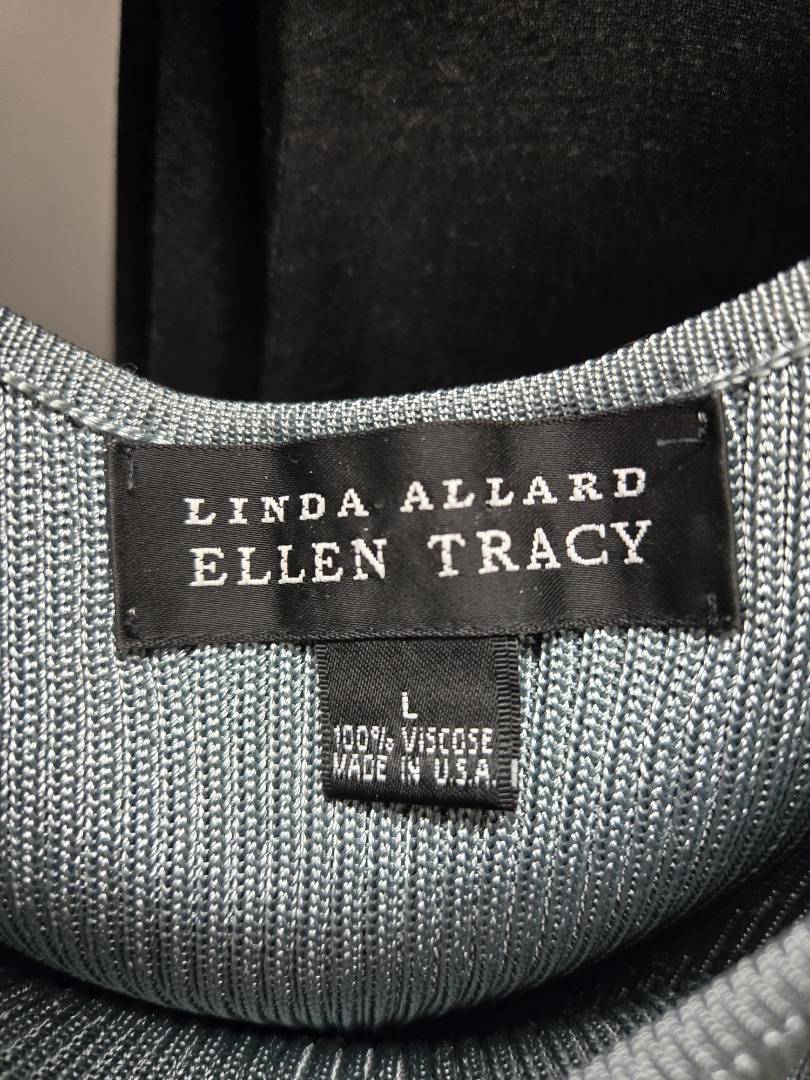 LINDA ALLARD
ELLEN TRACY
L
100% VISCOSE
MADE IN U.S.A.